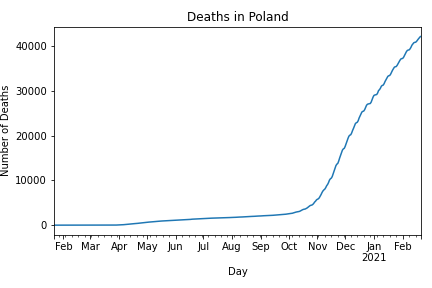 Deaths in Poland
40000
30000
20000
10000
0
Number of Deaths
Feb Mar Apr May Jun Jul Aug Sep Oct Nov Dec Jan Feb
2021
Day